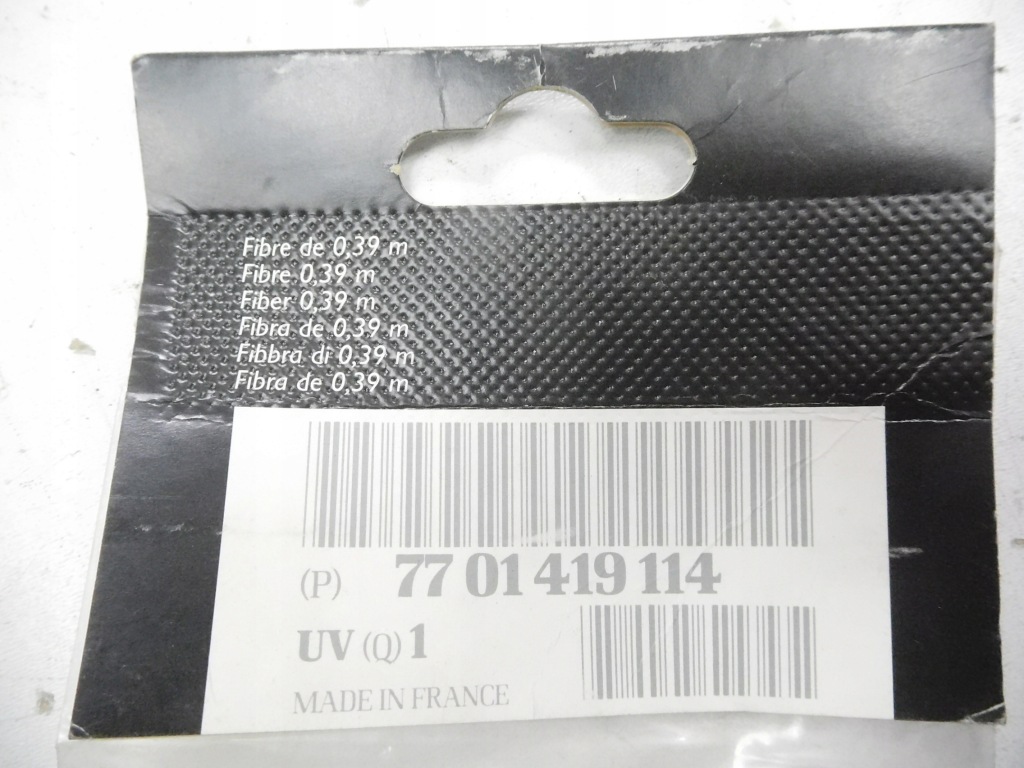 Fibre de 0,39 m
Fibre 0,39 m
Fiber 0,39 m
Fibra de 0,39 m
Fibbra di 0,39 m
Fibra de 0,39 m
(P) 77 01 419 114
UV (Q) 1
MADE IN FRANCE